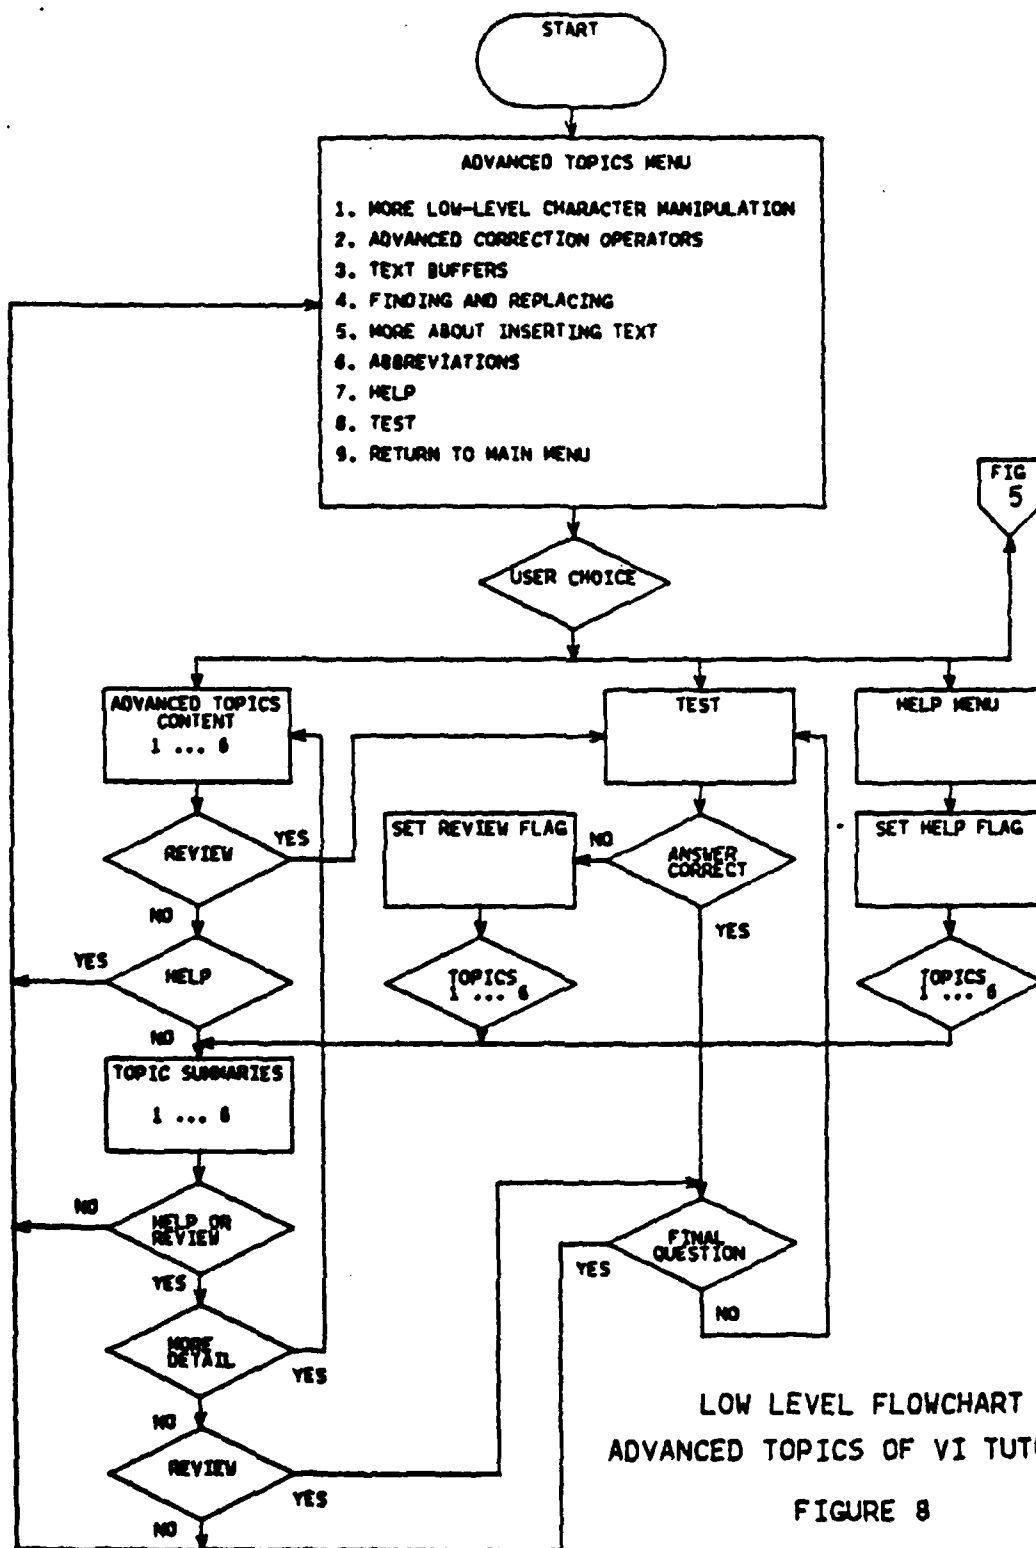 START
ADVANCED TOPICS MENU
1. MORE LOW-LEVEL CHARACTER MANIPULATION
2. ADVANCED CORRECTION OPERATORS
3. TEXT BUFFERS
4. FINDING AND REPLACING
5. MORE ABOUT INSERTING TEXT
6. ABBREVIATIONS
7. HELP
8. TEST
9. RETURN TO MAIN MENU
FIG
5
USER CHOICE
ADVANCED TOPICS
CONTENT
1 ... 6
TEST
HELP MENU
REVIEW
YES
NO
SET REVIEW FLAG
NO
ANSWER
CORRECT
YES
SET HELP FLAG
YES
HELP
NO
TOPICS
1 ... 6
TOPICS
1 ... 6
TOPIC SUMMARIES
1 ... 6
NO
HELP OR
REVIEW
YES
FINAL
QUESTION
YES
NO
MORE
DETAIL
YES
NO
REVIEW
YES
NO
LOW LEVEL FLOWCHART
ADVANCED TOPICS OF VI TUT
FIGURE 8